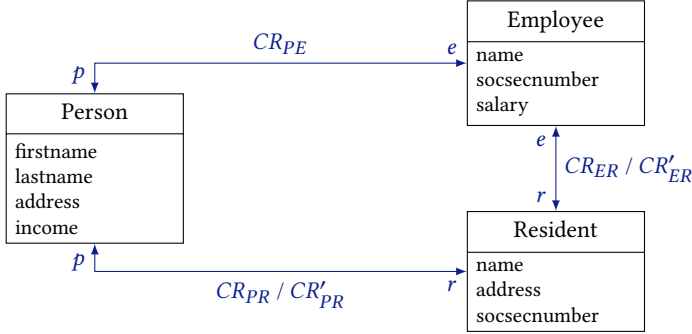 Employee
name
socsecnumber
salary
CR_PE
p
e
Person
firstname
lastname
address
income
e
CR_ER / CR′_ER
r
p
CR_PR / CR′_PR
r
Resident
name
address
socsecnumber